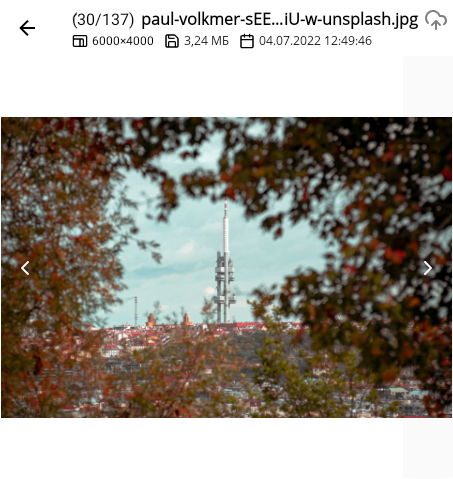 (30/137) paul-volkmer-sEE...iU-w-unsplash.jpg
6000×4000 3,24 МБ 04.07.2022 12:49:46